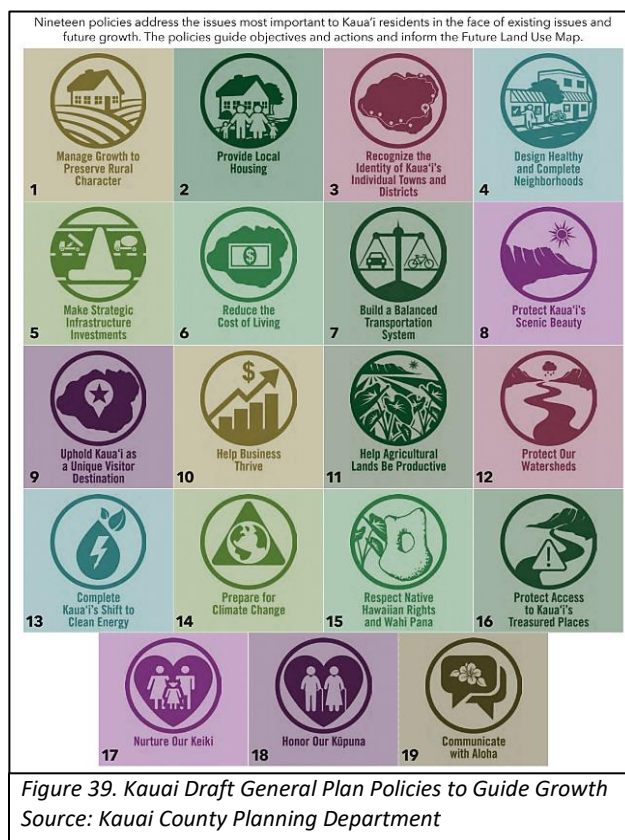 Nineteen policies address the issues most important to Kaua‘i residents in the face of existing issues and
future growth. The policies guide objectives and actions and inform the Future Land Use Map.
Manage Growth to
Preserve Rural
Character
1
Provide Local
Housing
2
Recognize the
Identity of Kaua‘i’s
Individual Towns and
Districts
3
Design Healthy
and Complete
Neighborhoods
4
Make Strategic
Infrastructure
Investments
5
$
Reduce the
Cost of Living
6
Build a Balanced
Transportation
System
7
Protect Kaua‘i’s
Scenic Beauty
8
Uphold Kaua‘i as
a Unique Visitor
Destination
9
$
Help Business
Thrive
10
Help Agricultural
Lands Be Productive
11
Protect Our
Watersheds
12
Complete
Kaua‘i’s Shift to
Clean Energy
13
Prepare for
Climate Change
14
Respect Native
Hawaiian Rights
and Wahi Pana
15
!
Protect Access
to Kaua‘i’s
Treasured Places
16
Nurture Our Keiki
17
Honor Our Kūpuna
18
Communicate
with Aloha
19
Figure 39. Kauai Draft General Plan Policies to Guide Growth
Source: Kauai County Planning Department